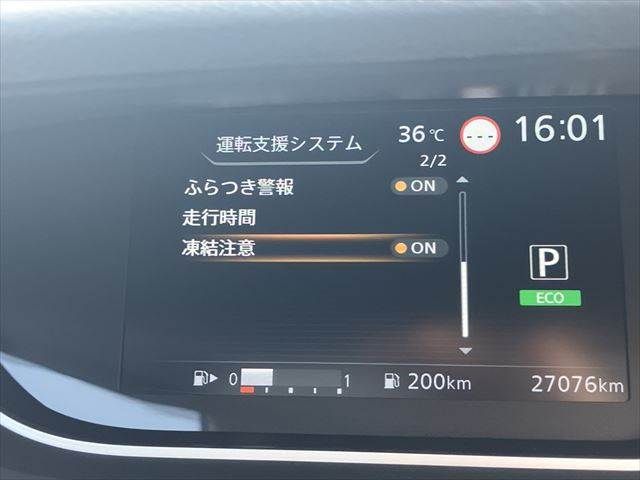 運転支援システム 36℃ --- 16:01
2/2
ふらつき警報 ON
走行時間
凍結注意 ON
P
ECO
0 1 200km 27076km